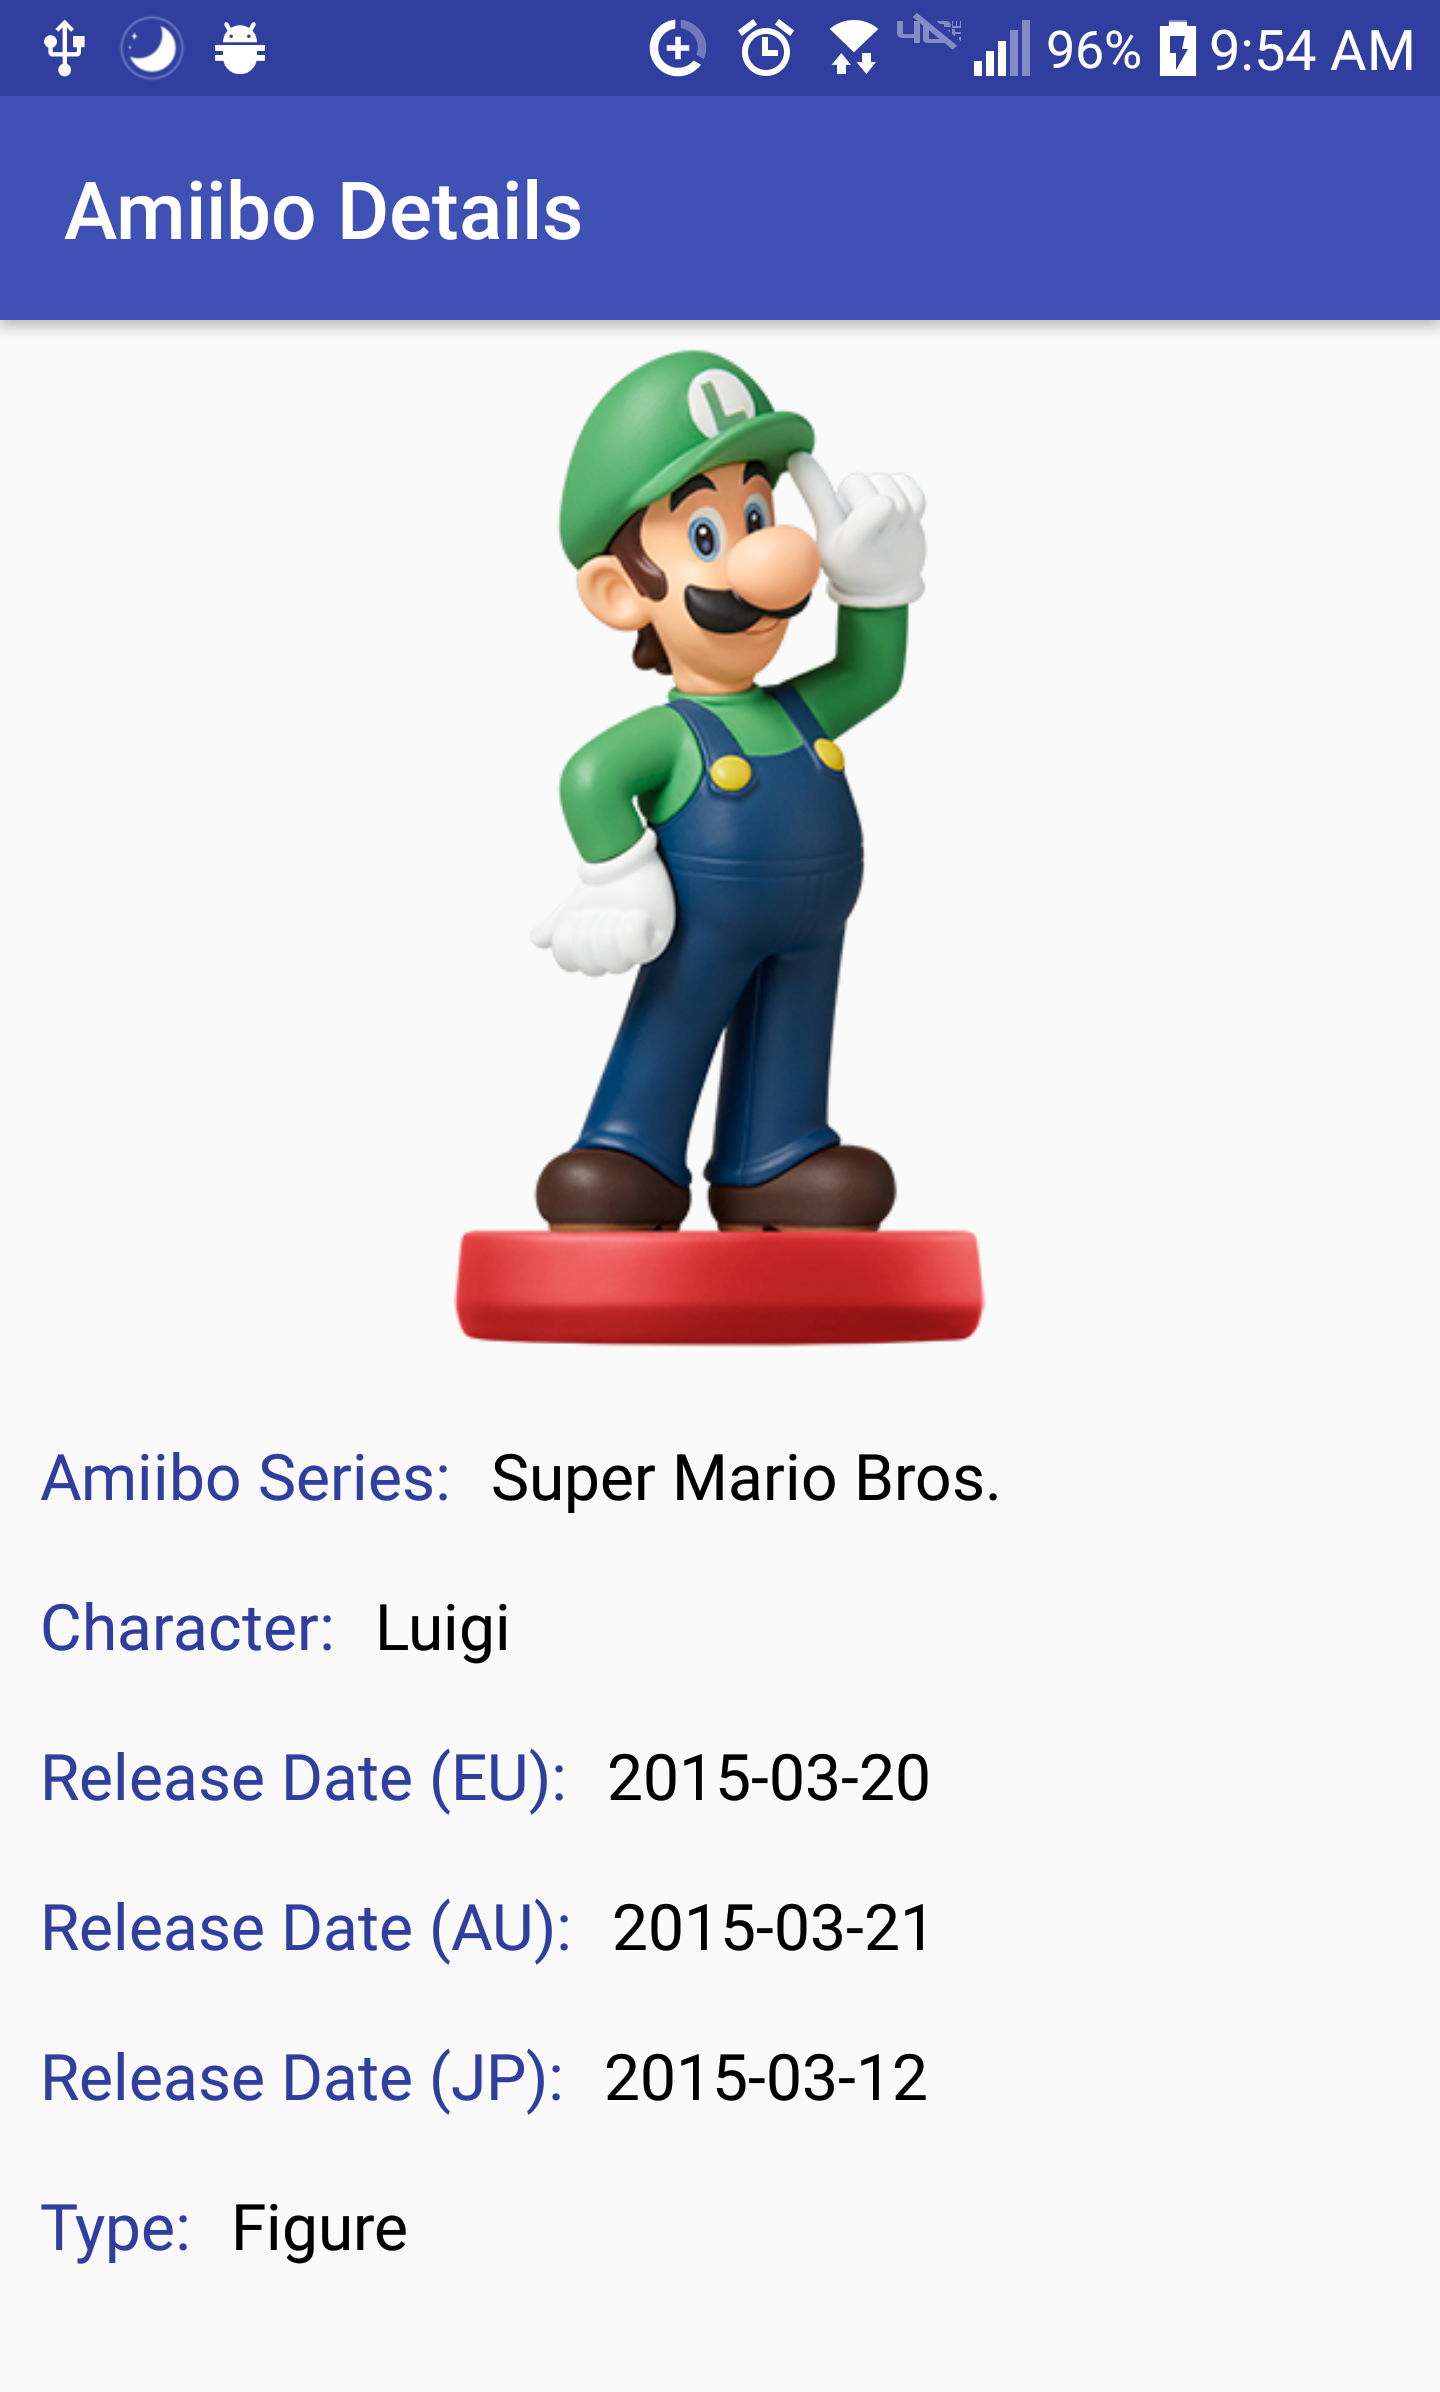 96% 9:54 AM
Amiibo Details
L
Amiibo Series: Super Mario Bros.
Character: Luigi
Release Date (EU): 2015-03-20
Release Date (AU): 2015-03-21
Release Date (JP): 2015-03-12
Type: Figure